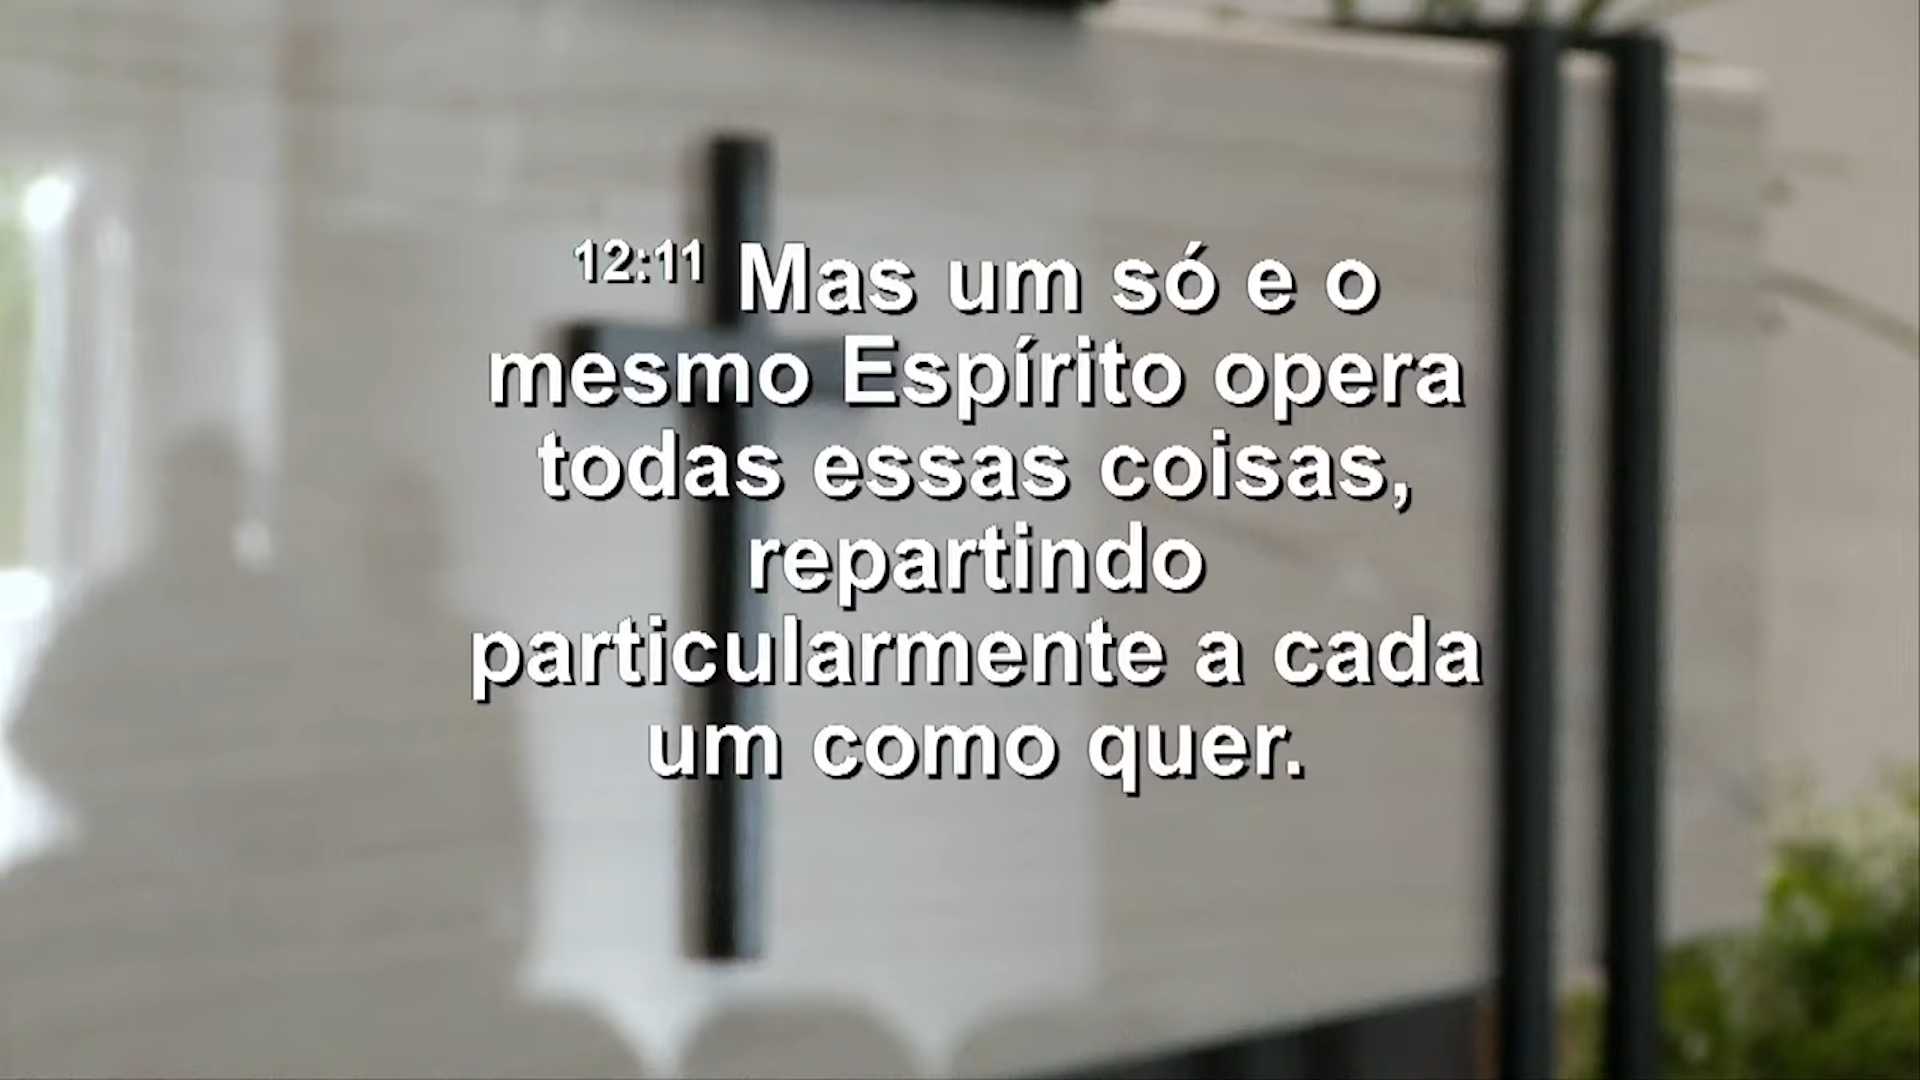 12:11 Mas um só e o
mesmo Espírito opera
todas essas coisas,
repartindo
particularmente a cada
um como quer.